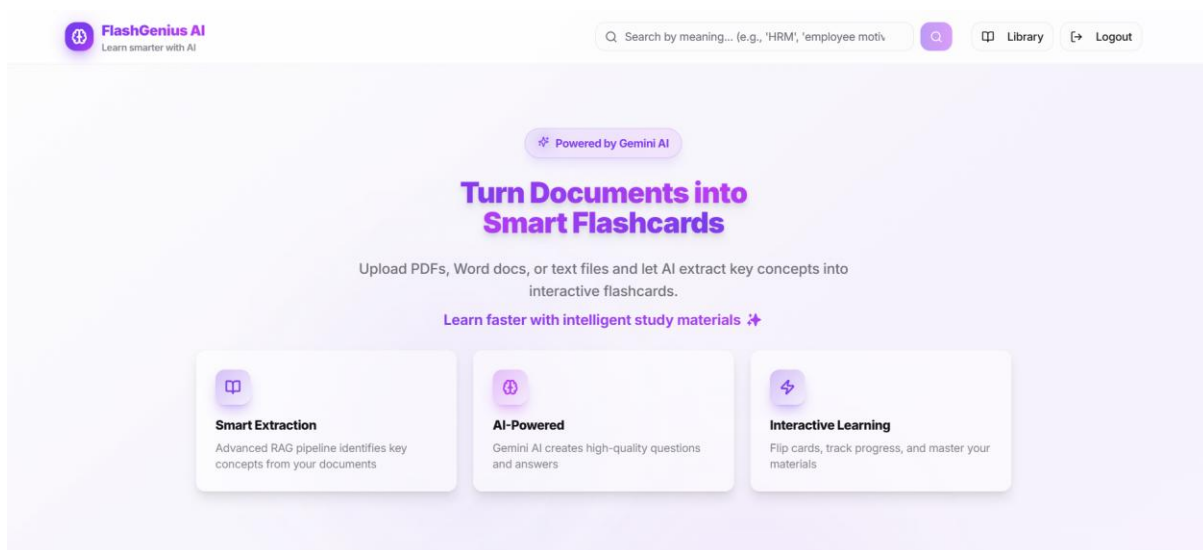 FlashGenius AI
Learn smarter with AI
Search by meaning... (e.g., 'HRM', 'employee motiv
Library
Logout
Powered by Gemini AI
Turn Documents into
Smart Flashcards
Upload PDFs, Word docs, or text files and let AI extract key concepts into
interactive flashcards.
Learn faster with intelligent study materials
Smart Extraction
Advanced RAG pipeline identifies key
concepts from your documents
AI-Powered
Gemini AI creates high-quality questions
and answers
Interactive Learning
Flip cards, track progress, and master your
materials